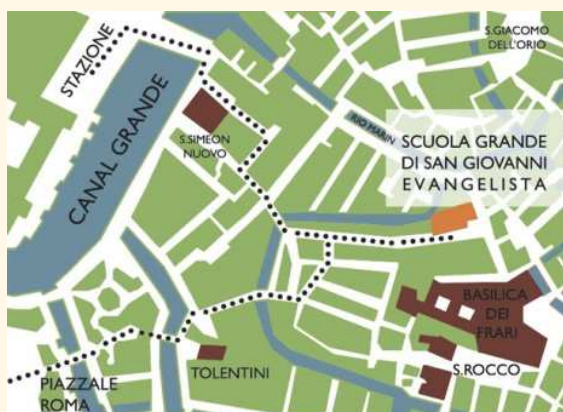 S.GIACOMO
DELL'ORIO
STAZIONE
CANAL GRANDE
S.SIMEON
NUOVO
RIO MARIN
SCUOLA GRANDE
DI SAN GIOVANNI
EVANGELISTA
BASILICA
DEI
FRARI
S.ROCCO
TOLENTINI
PIAZZALE
ROMA